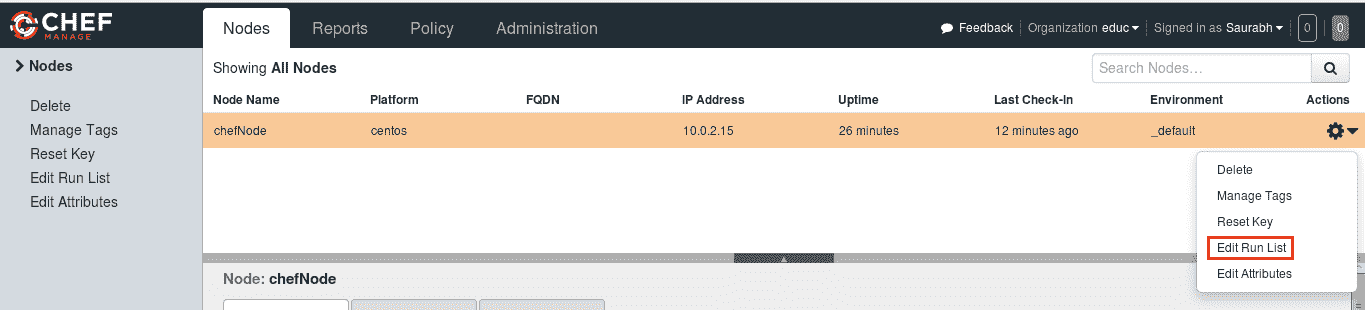 CHEF
MANAGE
Nodes Reports Policy Administration
Feedback Organization educ Signed in as Saurabh 0 0
Nodes
Delete
Manage Tags
Reset Key
Edit Run List
Edit Attributes
Showing All Nodes
Search Nodes...
Node Name Platform FQDN IP Address Uptime Last Check-In Environment Actions
chefNode centos 10.0.2.15 26 minutes 12 minutes ago _default
Delete
Manage Tags
Reset Key
Edit Run List
Edit Attributes
Node: chefNode